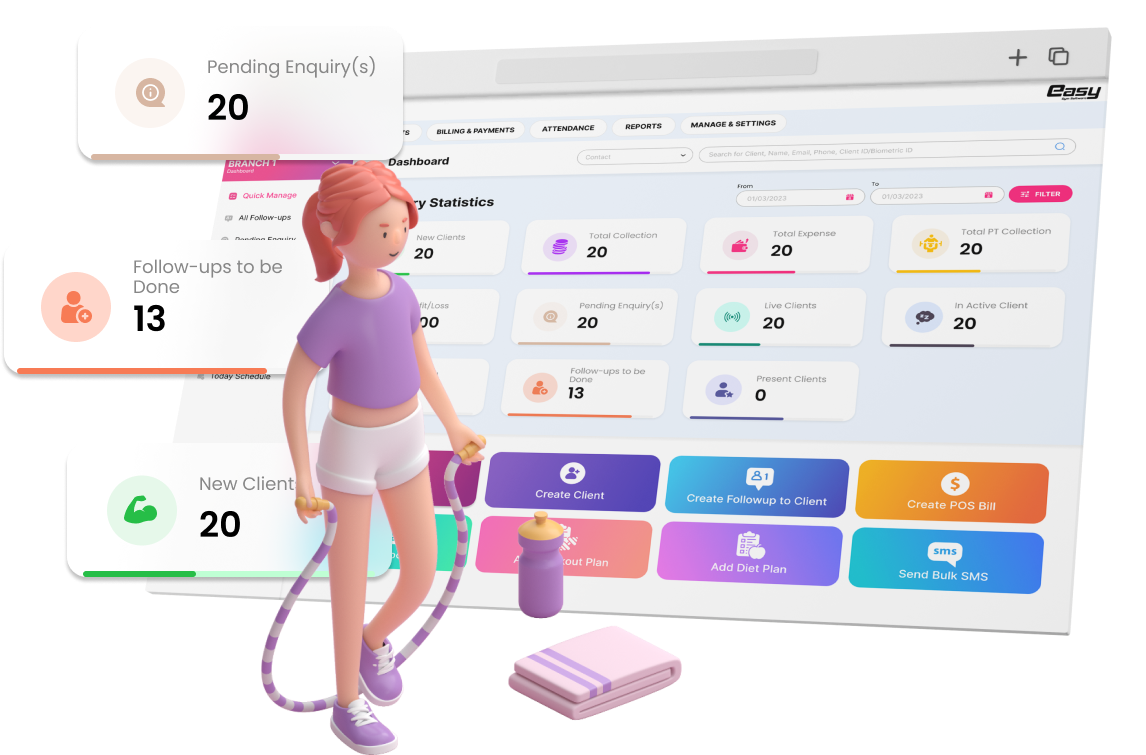 Pending Enquiry(s)
20
easy
Gym Software
BILLING & PAYMENTS
ATTENDANCE
REPORTS
MANAGE & SETTINGS
BRANCH 1
Dashboard
Dashboard
Contact
Search for Client, Name, Email, Phone, Client ID/Biometric ID
Quick Manage
All Follow-ups
Pending Enquiry
Statistics
From
01/03/2023
To
01/03/2023
FILTER
New Clients
20
Total Collection
20
Total Expense
20
Total PT Collection
20
Follow-ups to be
Done
13
Pending Enquiry(s)
20
Live Clients
20
In Active Client
20
Today Schedule
Follow-ups to be
Done
13
Present Clients
0
New Client
20
Create Client
Create Followup to Client
1
Create POS Bill
$
Plan
Add Diet Plan
sms
Send Bulk SMS